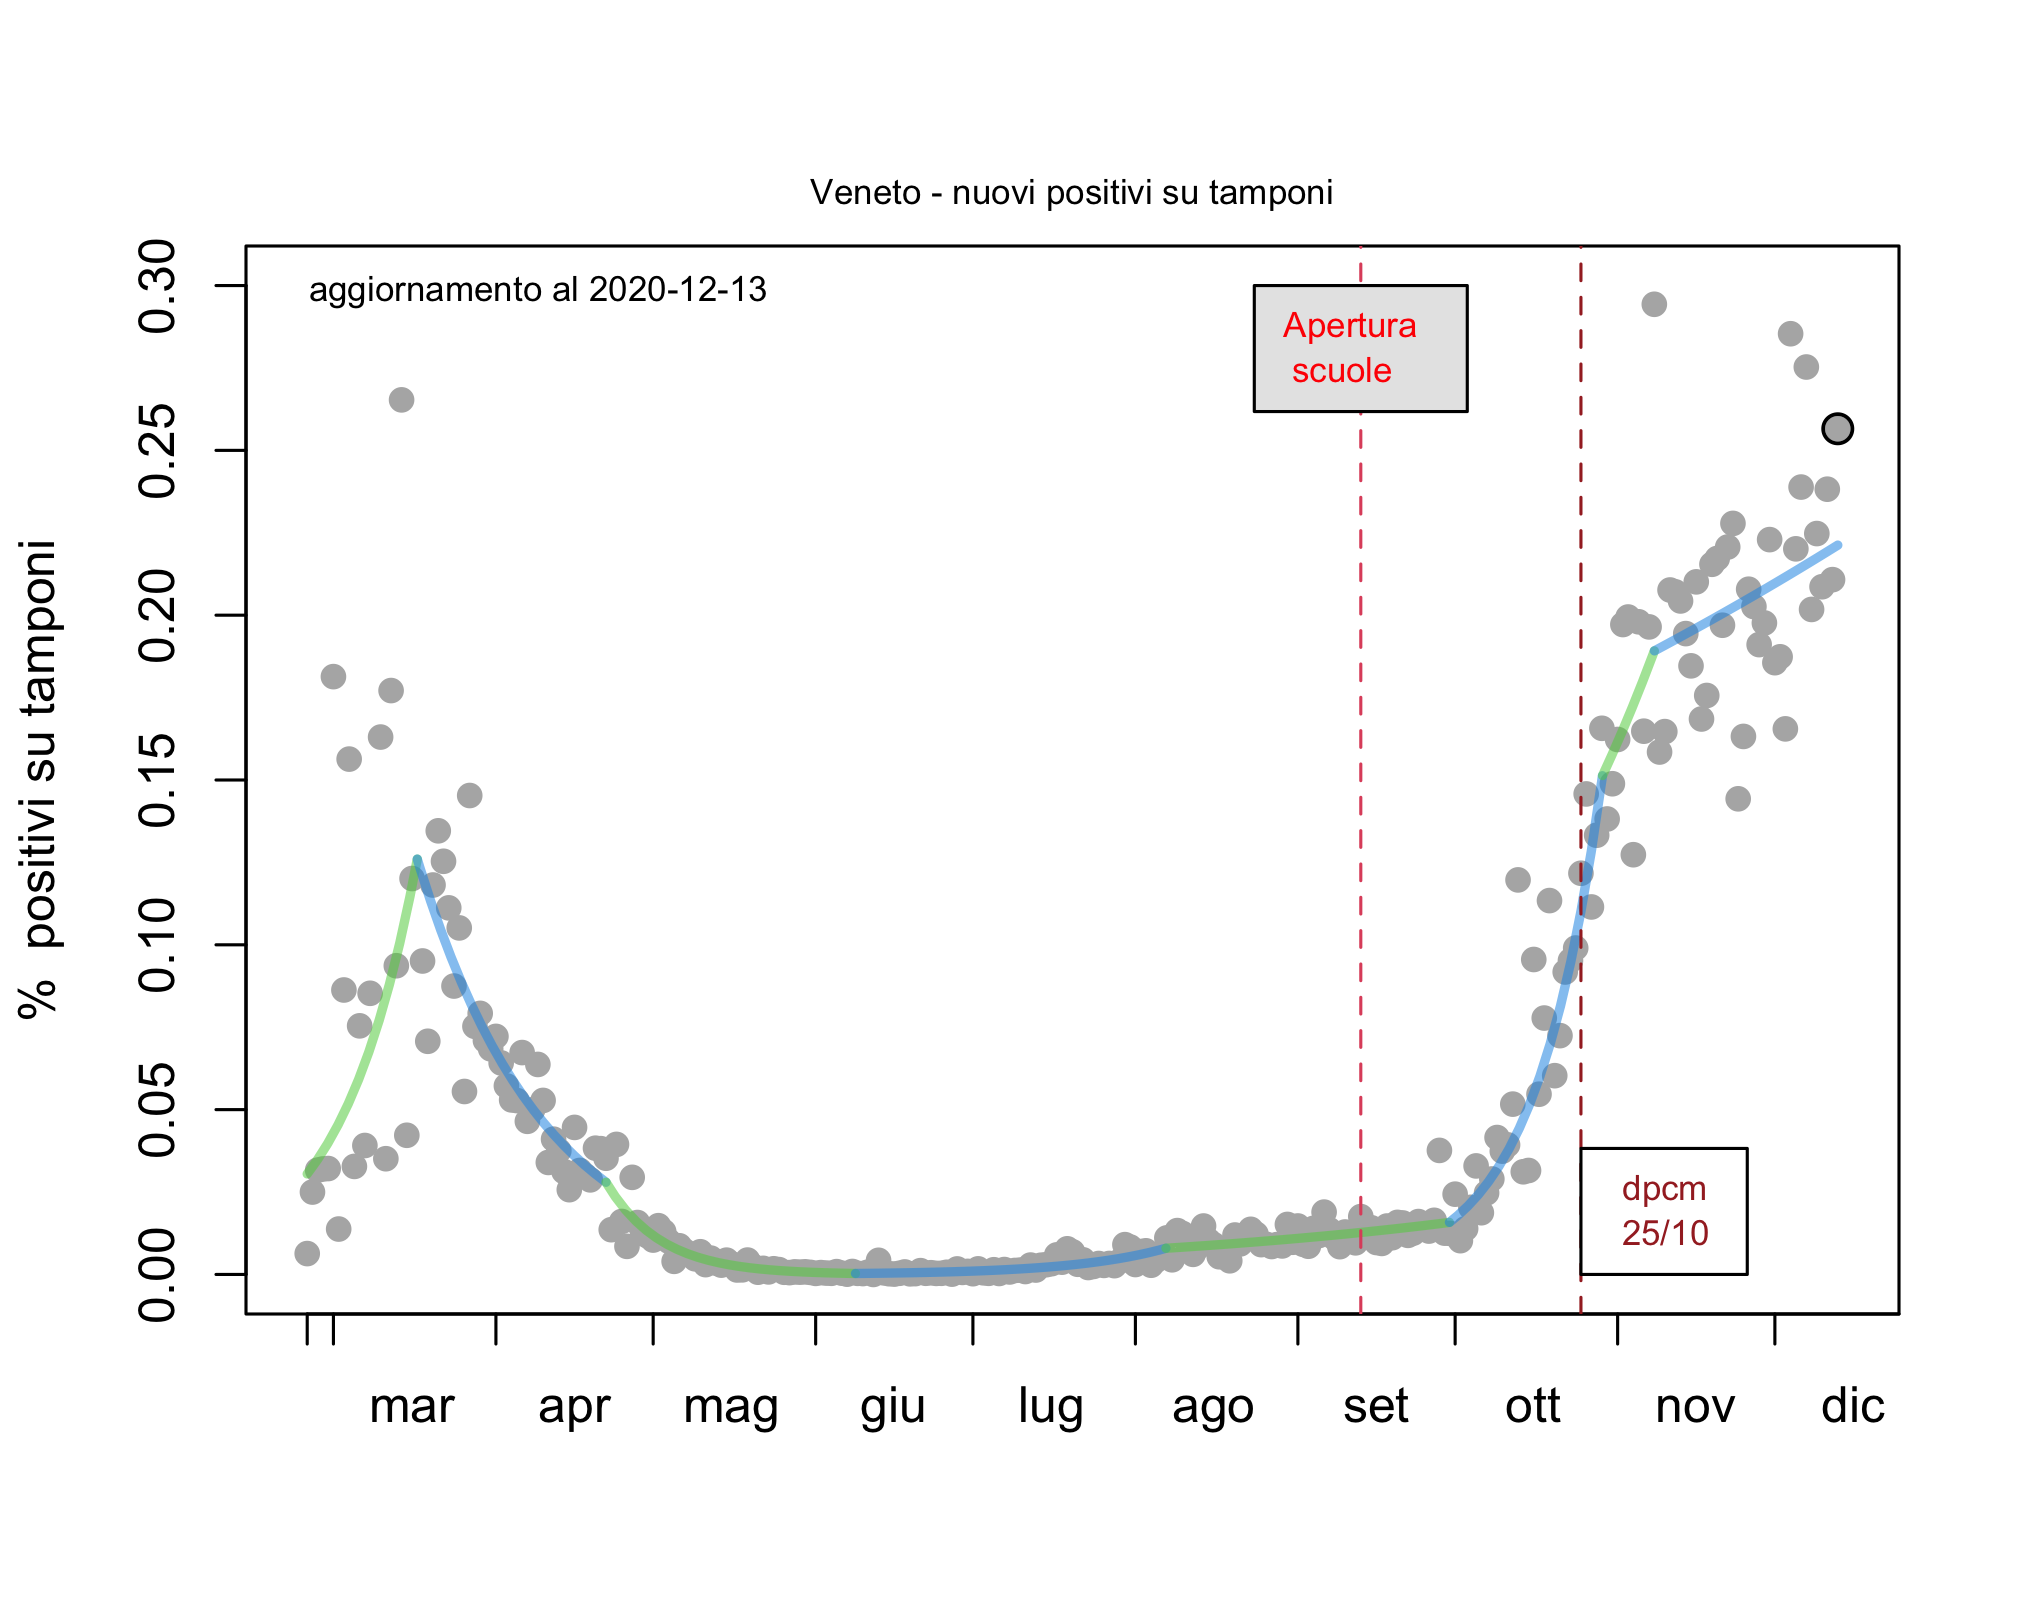 Veneto - nuovi positivi su tamponi
aggiornamento al 2020-12-13
Apertura
scuole
dpcm
25/10
% positivi su tamponi
0.30
0.25
0.20
0.15
0.10
0.05
0.00
mar apr mag giu lug ago set ott nov dic